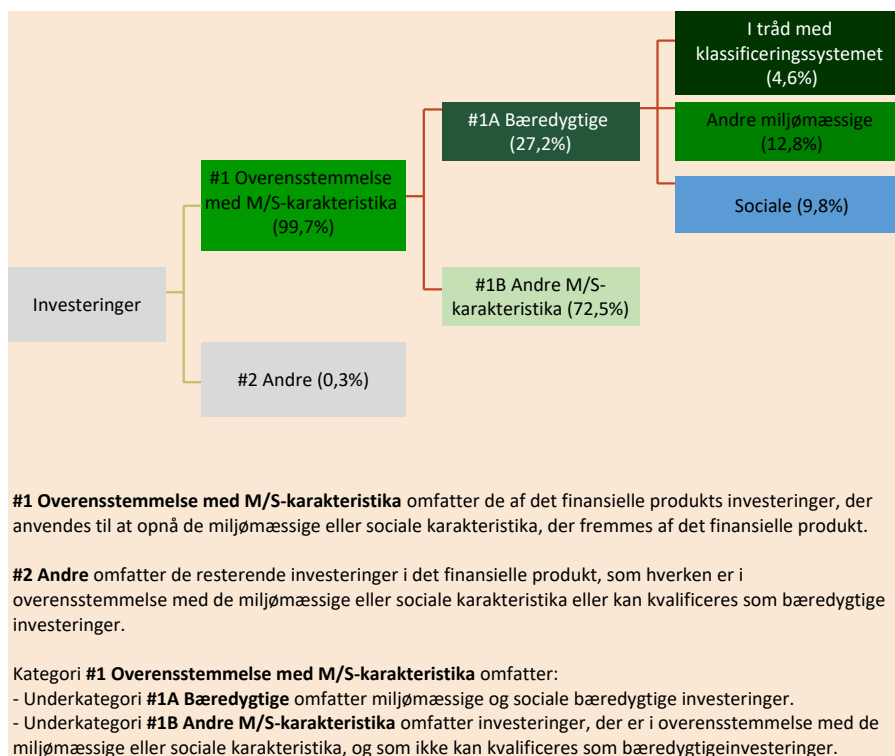 I tråd med
klassificeringssystemet
(4,6%)
#1A Bæredygtige
(27,2%)
Andre miljømæssige
(12,8%)
#1 Overensstemmelse
med M/S-karakteristika
(99,7%)
Sociale (9,8%)
Investeringer
#1B Andre M/S-
karakteristika (72,5%)
#2 Andre (0,3%)
#1 Overensstemmelse med M/S-karakteristika omfatter de af det finansielle produkts investeringer, der
anvendes til at opnå de miljømæssige eller sociale karakteristika, der fremmes af det finansielle produkt.
#2 Andre omfatter de resterende investeringer i det finansielle produkt, som hverken er i
overensstemmelse med de miljømæssige eller sociale karakteristika eller kan kvalificeres som bæredygtige
investeringer.
Kategori #1 Overensstemmelse med M/S-karakteristika omfatter:
- Underkategori #1A Bæredygtige omfatter miljømæssige og sociale bæredygtige investeringer.
- Underkategori #1B Andre M/S-karakteristika omfatter investeringer, der er i overensstemmelse med de
miljømæssige eller sociale karakteristika, og som ikke kan kvalificeres som bæredygtigeinvesteringer.